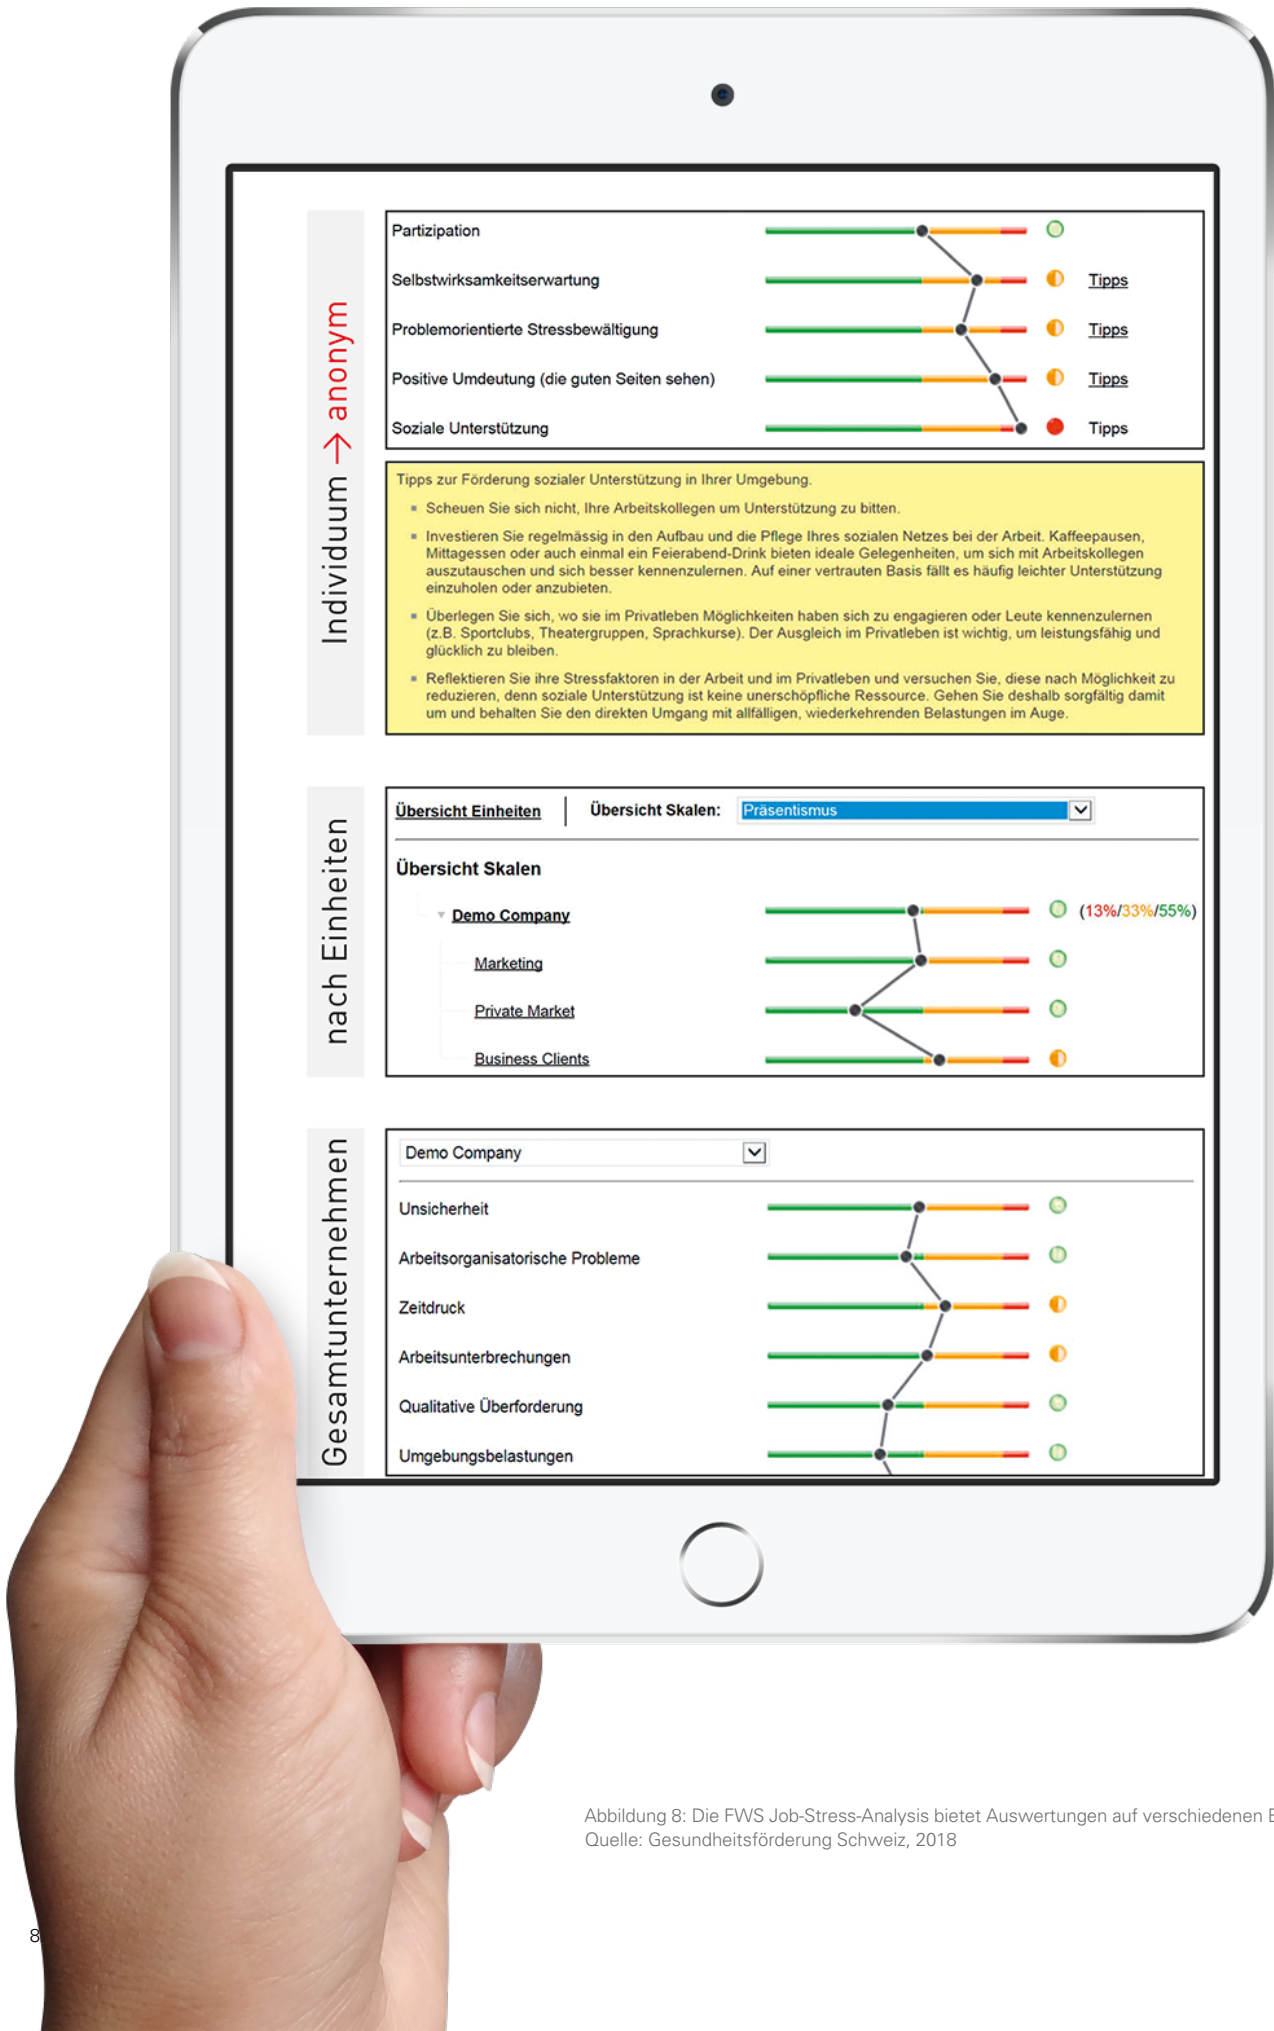 Individuum → anonym
Partizipation
Selbstwirksamkeitserwartung Tipps
Problemorientierte Stressbewältigung Tipps
Positive Umdeutung (die guten Seiten sehen) Tipps
Soziale Unterstützung Tipps
Tipps zur Förderung sozialer Unterstützung in Ihrer Umgebung.
Scheuen Sie sich nicht, Ihre Arbeitskollegen um Unterstützung zu bitten.
Investieren Sie regelmässig in den Aufbau und die Pflege Ihres sozialen Netzes bei der Arbeit. Kaffeepausen,
Mittagessen oder auch einmal ein Feierabend-Drink bieten ideale Gelegenheiten, um sich mit Arbeitskollegen
auszutauschen und sich besser kennenzulernen. Auf einer vertrauten Basis fällt es häufig leichter Unterstützung
einzuholen oder anzubieten.
Überlegen Sie sich, wo sie im Privatleben Möglichkeiten haben sich zu engagieren oder Leute kennenzulernen
(z.B. Sportclubs, Theatergruppen, Sprachkurse). Der Ausgleich im Privatleben ist wichtig, um leistungsfähig und
glücklich zu bleiben.
Reflektieren Sie ihre Stressfaktoren in der Arbeit und im Privatleben und versuchen Sie, diese nach Möglichkeit zu
reduzieren, denn soziale Unterstützung ist keine unerschöpfliche Ressource. Gehen Sie deshalb sorgfältig damit
um und behalten Sie den direkten Umgang mit allfälligen, wiederkehrenden Belastungen im Auge.
nach Einheiten
Übersicht Einheiten Übersicht Skalen: Präsentismus
Übersicht Skalen
Demo Company (13%/33%/55%)
Marketing
Private Market
Business Clients
Gesamtunternehmen
Demo Company
Unsicherheit
Arbeitsorganisatorische Probleme
Zeitdruck
Arbeitsunterbrechungen
Qualitative Überforderung
Umgebungsbelastungen
Abbildung 8: Die FWS Job-Stress-Analysis bietet Auswertungen auf verschiedenen
Quelle: Gesundheitsförderung Schweiz, 2018
8